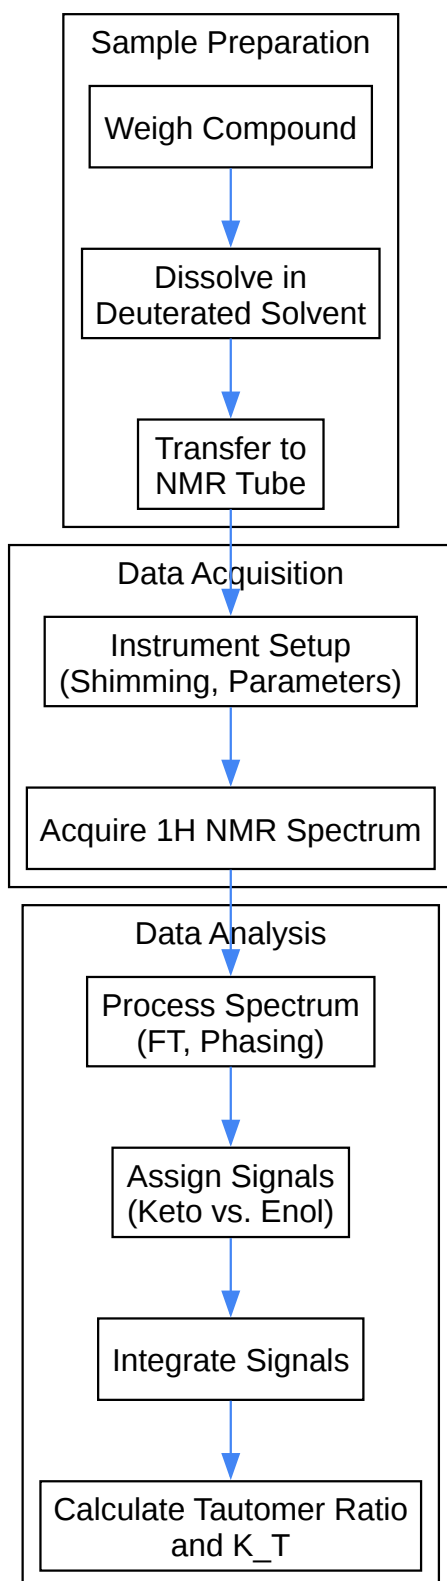 Sample Preparation
Weigh Compound
Dissolve in
Deuterated Solvent
Transfer to
NMR Tube
Data Acquisition
Instrument Setup
(Shimming, Parameters)
Acquire 1H NMR Spectrum
Data Analysis
Process Spectrum
(FT, Phasing)
Assign Signals
(Keto vs. Enol)
Integrate Signals
Calculate Tautomer Ratio
and K_T